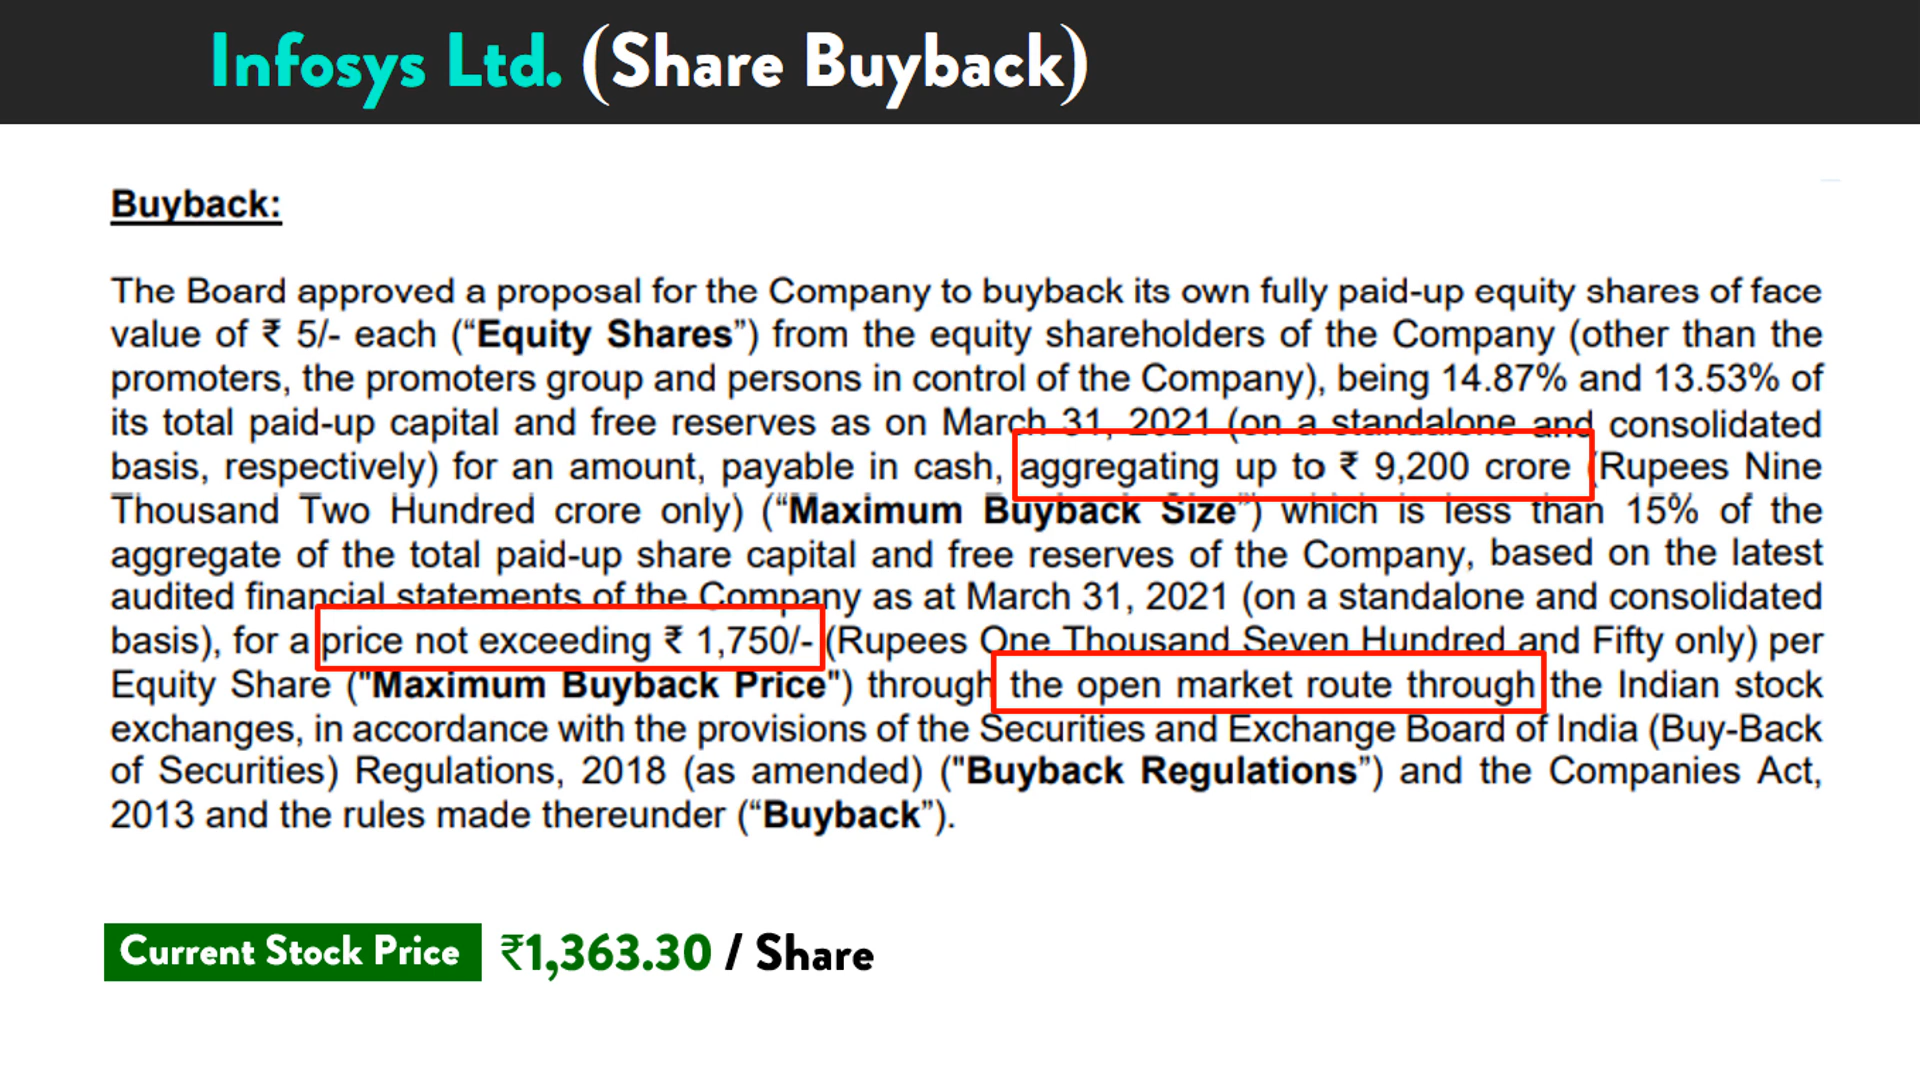 Infosys Ltd. (Share Buyback)
Buyback:
The Board approved a proposal for the Company to buyback its own fully paid-up equity shares of face
value of ₹ 5/- each (“Equity Shares”) from the equity shareholders of the Company (other than the
promoters, the promoters group and persons in control of the Company), being 14.87% and 13.53% of
its total paid-up capital and free reserves as on March 31, 2021 (on a standalone and consolidated
basis, respectively) for an amount, payable in cash, aggregating up to ₹ 9,200 crore (Rupees Nine
Thousand Two Hundred crore only) (“Maximum Buyback Size”) which is less than 15% of the
aggregate of the total paid-up share capital and free reserves of the Company, based on the latest
audited financial statements of the Company as at March 31, 2021 (on a standalone and consolidated
basis), for a price not exceeding ₹ 1,750/- (Rupees One Thousand Seven Hundred and Fifty only) per
Equity Share ("Maximum Buyback Price") through the open market route through the Indian stock
exchanges, in accordance with the provisions of the Securities and Exchange Board of India (Buy-Back
of Securities) Regulations, 2018 (as amended) ("Buyback Regulations”) and the Companies Act,
2013 and the rules made thereunder (“Buyback”).
Current Stock Price ₹1,363.30 / Share